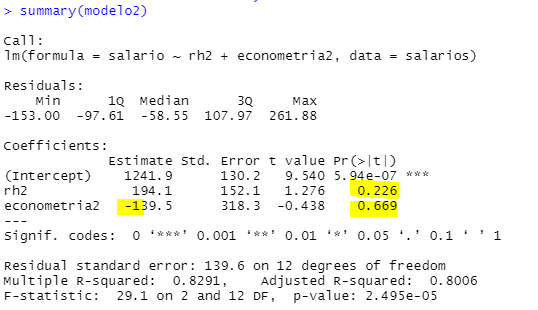 > summary(modelo2)
Call:
lm(formula = salario ~ rh2 + econometria2, data = salarios)
Residuals:
Min 1Q Median 3Q Max
-153.00 -97.61 -58.55 107.97 261.88
Coefficients:
Estimate Std. Error t value Pr(>|t|)
(Intercept) 1241.9 130.2 9.540 5.94e-07 ***
rh2 194.1 152.1 1.276 0.226
econometria2 -139.5 318.3 -0.438 0.669
---
Signif. codes: 0 ‘***’ 0.001 ‘**’ 0.01 ‘*’ 0.05 ‘.’ 0.1 ‘ ’ 1
Residual standard error: 139.6 on 12 degrees of freedom
Multiple R-squared: 0.8291, Adjusted R-squared: 0.8006
F-statistic: 29.1 on 2 and 12 DF, p-value: 2.495e-05